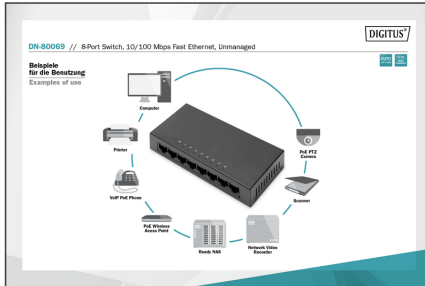 DIGITUS®
DN-80069 // 8-Port Switch, 10/100 Mbps Fast Ethernet, Unmanaged
Beispiele
für die Benutzung
Examples of use
Computer
Printer
PoE PTZ
Camera
VoIP PoE Phone
Scanner
PoE Wireless
Access Point
Ready NAS
Network Video
Recorder